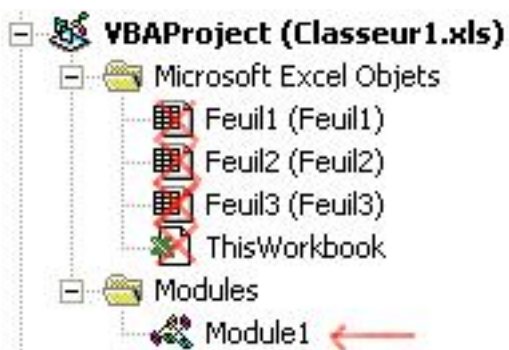 VBAProject (Classeur1.xls)
Microsoft Excel Objets
Feuil1 (Feuil1)
Feuil2 (Feuil2)
Feuil3 (Feuil3)
ThisWorkbook
Modules
Module1